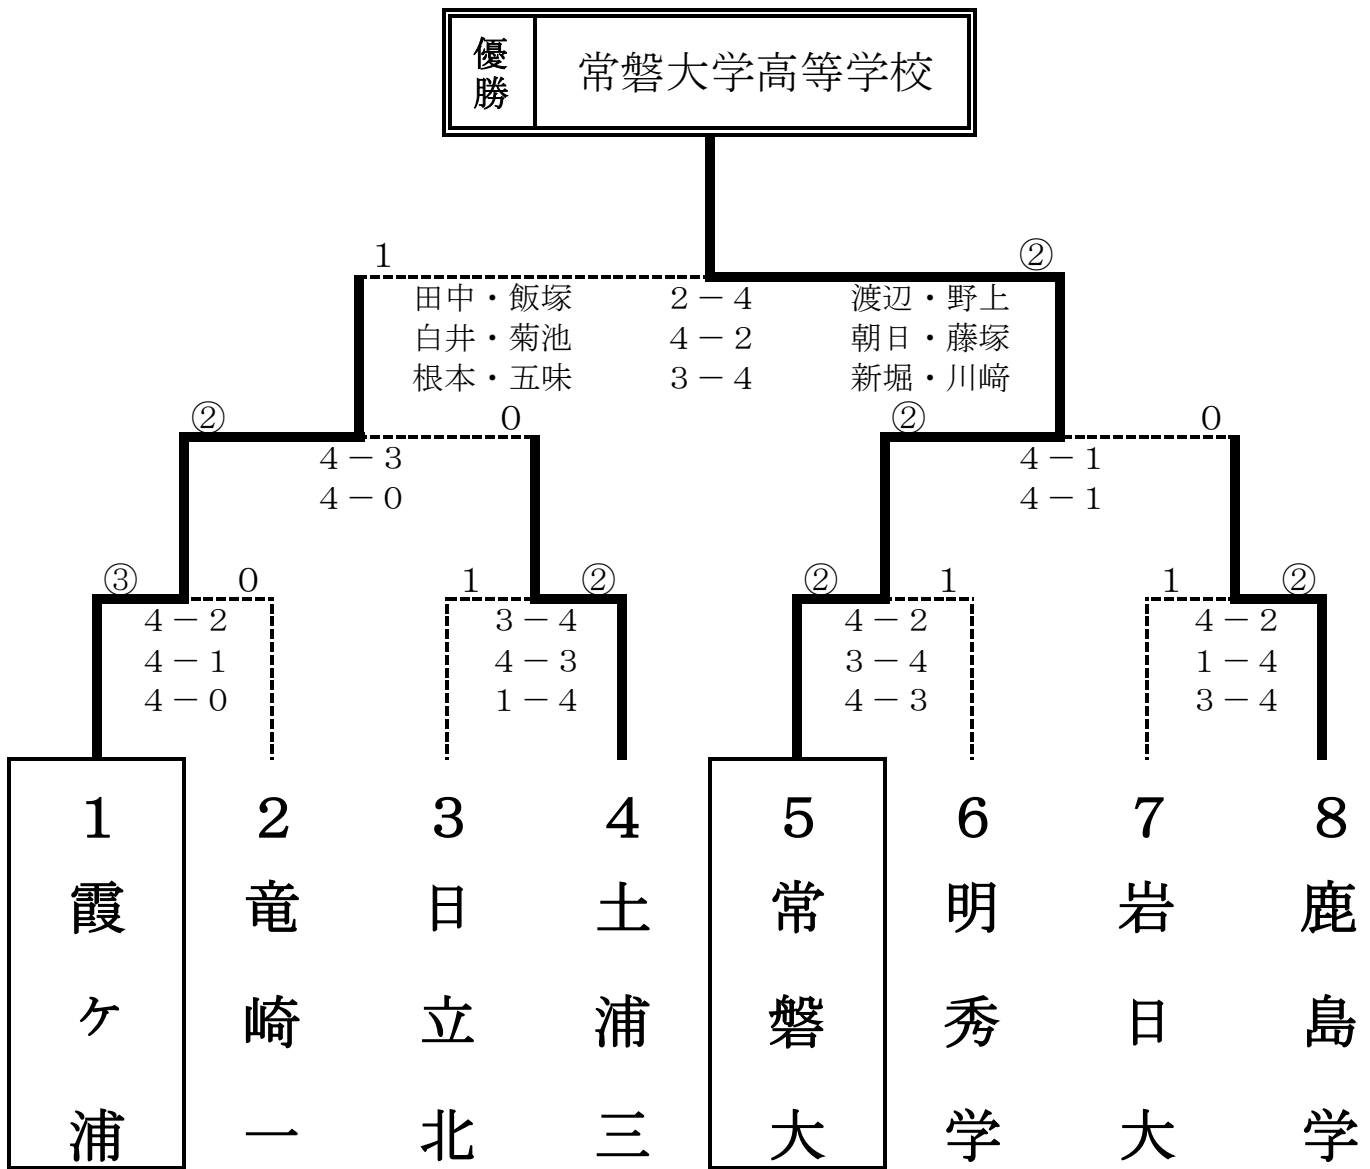 優勝 常磐大学高等学校
1 ②
田中・飯塚 2－4 渡辺・野上
白井・菊池 4－2 朝日・藤塚
根本・五味 3－4 新堀・川﨑
② 0 ② 0
4－3 4－1
4－0 4－1
③ 0 1 ② ② 1 1 ②
4－2 3－4 4－2 4－2
4－1 4－3 3－4 1－4
4－0 1－4 4－3 3－4
1 2 3 4 5 6 7 8
霞ケ浦
竜崎一
日立北
土浦三
常磐大
明秀学
岩日大
鹿島学